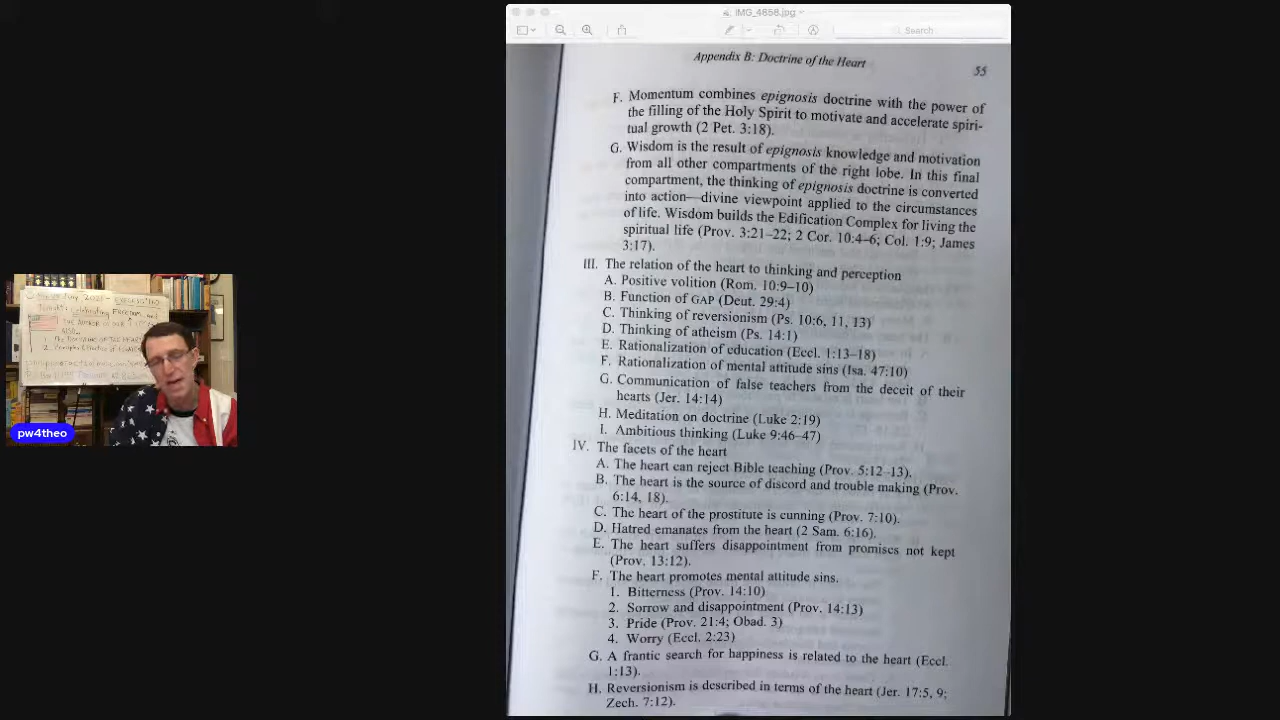 IMG_4858.jpg
Search
Appendix B: Doctrine of the Heart
55
F. Momentum combines epignosis doctrine with the power of
the filling of the Holy Spirit to motivate and accelerate spiri-
tual growth (2 Pet. 3:18).
G. Wisdom is the result of epignosis knowledge and motivation
from all other compartments of the right lobe. In this final
compartment, the thinking of epignosis doctrine is converted
into action—divine viewpoint applied to the circumstances
of life. Wisdom builds the Edification Complex for living the
spiritual life (Prov. 3:21–22; 2 Cor. 10:4–6; Col. 1:9; James
3:17).
III. The relation of the heart to thinking and perception
A. Positive volition (Rom. 10:9–10)
B. Function of GAP (Deut. 29:4)
C. Thinking of reversionism (Ps. 10:6, 11, 13)
D. Thinking of atheism (Ps. 14:1)
E. Rationalization of education (Eccl. 1:13–18)
F. Rationalization of mental attitude sins (Isa. 47:10)
G. Communication of false teachers from the deceit of their
hearts (Jer. 14:14)
H. Meditation on doctrine (Luke 2:19)
I. Ambitious thinking (Luke 9:46–47)
IV. The facets of the heart
A. The heart can reject Bible teaching (Prov. 5:12–13).
B. The heart is the source of discord and trouble making (Prov.
6:14, 18).
C. The heart of the prostitute is cunning (Prov. 7:10).
D. Hatred emanates from the heart (2 Sam. 6:16).
E. The heart suffers disappointment from promises not kept
(Prov. 13:12).
F. The heart promotes mental attitude sins.
1. Bitterness (Prov. 14:10)
2. Sorrow and disappointment (Prov. 14:13)
3. Pride (Prov. 21:4; Obad. 3)
4. Worry (Eccl. 2:23)
G. A frantic search for happiness is related to the heart (Eccl.
1:13).
H. Reversionism is described in terms of the heart (Jer. 17:5, 9;
Zech. 7:12).
July 2021
Celebrating Freedom, and
pw4theo